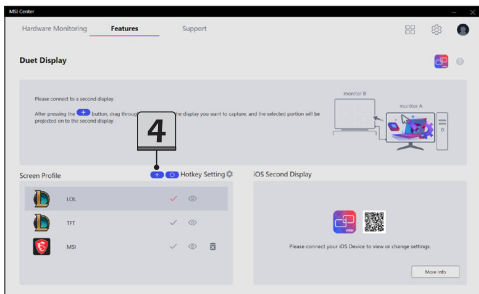 MSI Center
Hardware Monitoring
Features
Support
Duet Display
Please connect to a second display.
After pressing the + button, drag throug the display you want to capture, and the selected portion will be
projected on to the second display.
monitor B
monitor A
4
Screen Profile
Hotkey Setting
iOS Second Display
LOL
TFT
MSI
Please connect your iOS Device to view or change settings.
More Info